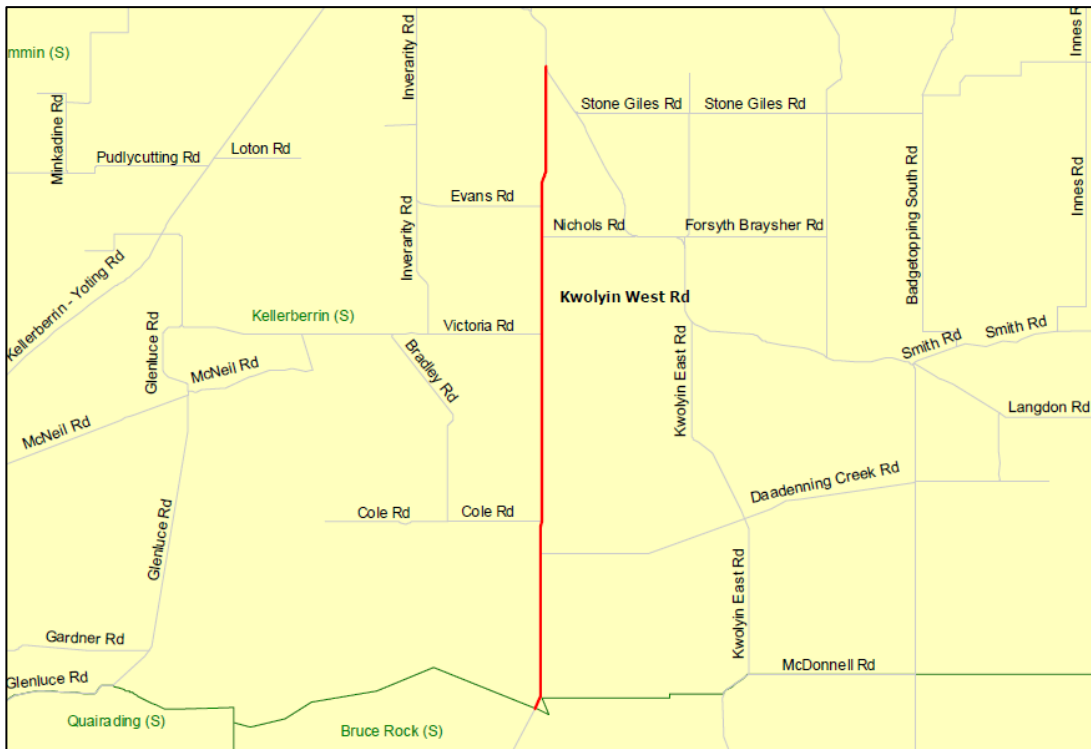 mmin (S)
Inverarity Rd
Innes Rd
Minkadine Rd
Stone Giles Rd
Stone Giles Rd
Loton Rd
Pudlycutting Rd
Evans Rd
Inverarity Rd
Nichols Rd
Forsyth Braysher Rd
Badgetopping South Rd
Innes Rd
Kellerberrin - Yoting Rd
Kwolyin West Rd
Kellerberrin (S)
Victoria Rd
Glenluce Rd
McNeil Rd
Bradley Rd
Kwolyin East Rd
Smith Rd
Smith Rd
McNeil Rd
Langdon Rd
Daadenning Creek Rd
Cole Rd
Cole Rd
Glenluce Rd
Kwolyin East Rd
Gardner Rd
McDonnell Rd
Glenluce Rd
Quairading (S)
Bruce Rock (S)